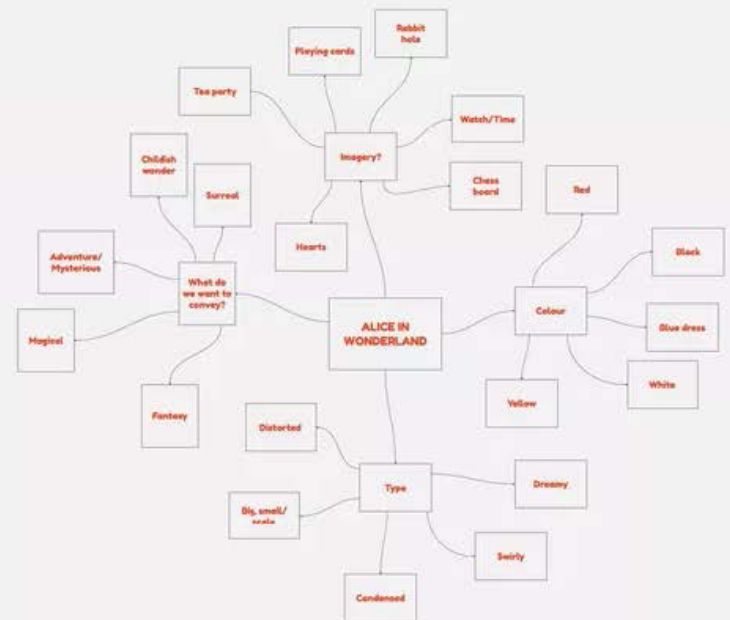 Rabbit
hole
Playing cards
Tea party
Watch/Time
Imagery?
Childish
wonder
Chess
board
Surreal
Red
Hearts
Adventure/
Mysterious
Black
What do
we want to
convey?
Colour
ALICE IN
WONDERLAND
Blue dress
Magical
White
Yellow
Fantasy
Distorted
Type
Dreamy
Big, small/
scale
Swirly
Condensed